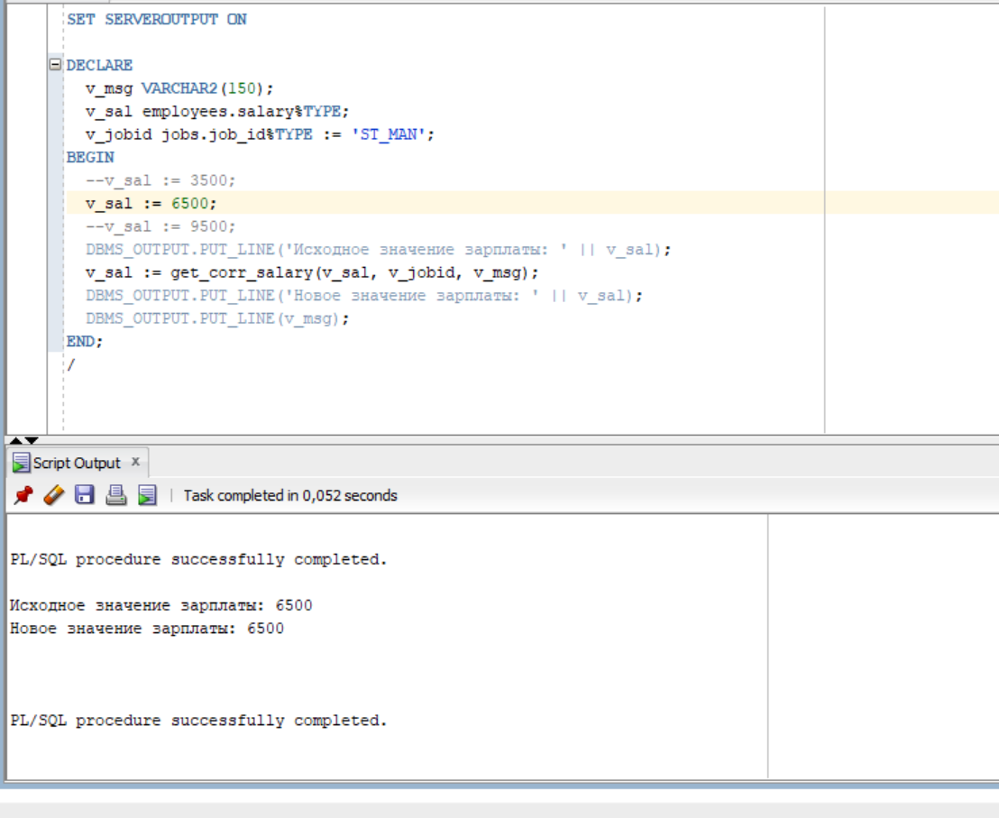 SET SERVEROUTPUT ON
DECLARE
v_msg VARCHAR2(150);
v_sal employees.salary%TYPE;
v_jobid jobs.job_id%TYPE := 'ST_MAN';
BEGIN
--v_sal := 3500;
v_sal := 6500;
--v_sal := 9500;
DBMS_OUTPUT.PUT_LINE('Исходное значение зарплаты: ' || v_sal);
v_sal := get_corr_salary(v_sal, v_jobid, v_msg);
DBMS_OUTPUT.PUT_LINE('Новое значение зарплаты: ' || v_sal);
DBMS_OUTPUT.PUT_LINE(v_msg);
END;
/
Script Output x
Task completed in 0,052 seconds
PL/SQL procedure successfully completed.
Исходное значение зарплаты: 6500
Новое значение зарплаты: 6500
PL/SQL procedure successfully completed.